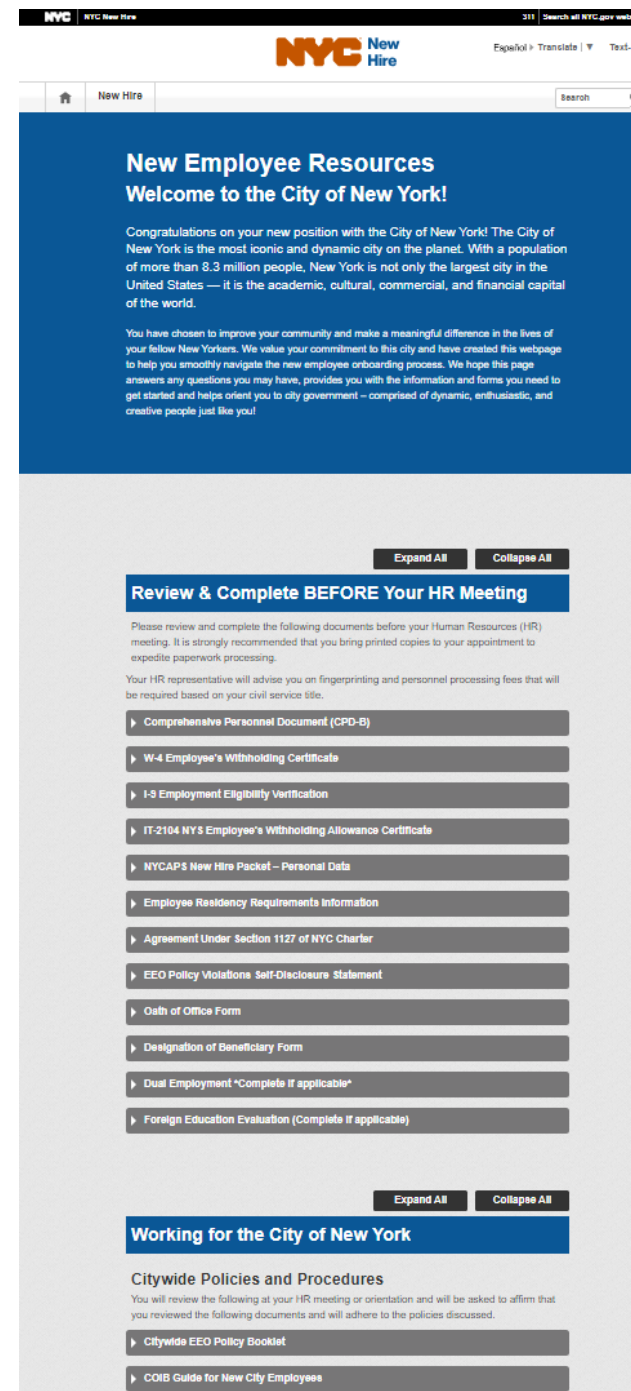 NYC NYC New Hire
311 Search all NYC.gov web
NYC New Hire
Español Translate | ▼ Text-
New Hire
Search
New Employee Resources
Welcome to the City of New York!
Congratulations on your new position with the City of New York! The City of
New York is the most iconic and dynamic city on the planet. With a population
of more than 8.3 million people, New York is not only the largest city in the
United States — it is the academic, cultural, commercial, and financial capital
of the world.
You have chosen to improve your community and make a meaningful difference in the lives of
your fellow New Yorkers. We value your commitment to this city and have created this webpage
to help you smoothly navigate the new employee onboarding process. We hope this page
answers any questions you may have, provides you with the information and forms you need to
get started and helps orient you to city government – comprised of dynamic, enthusiastic, and
creative people just like you!
Expand All Collapse All
Review & Complete BEFORE Your HR Meeting
Please review and complete the following documents before your Human Resources (HR)
meeting. It is strongly recommended that you bring printed copies to your appointment to
expedite paperwork processing.
Your HR representative will advise you on fingerprinting and personnel processing fees that will
be required based on your civil service title.
Comprehensive Personnel Document (CPD-B)
W-4 Employee's Withholding Certificate
I-9 Employment Eligibility Verification
IT-2104 NYS Employee's Withholding Allowance Certificate
NYCAPS New Hire Packet – Personal Data
Employee Residency Requirements Information
Agreement Under Section 1127 of NYC Charter
EEO Policy Violations Self-Disclosure Statement
Oath of Office Form
Designation of Beneficiary Form
Dual Employment *Complete if applicable*
Foreign Education Evaluation (Complete if applicable)
Expand All Collapse All
Working for the City of New York
Citywide Policies and Procedures
You will review the following at your HR meeting or orientation and will be asked to affirm that
you reviewed the following documents and will adhere to the policies discussed.
Citywide EEO Policy Booklet
COIB Guide for New City Employees